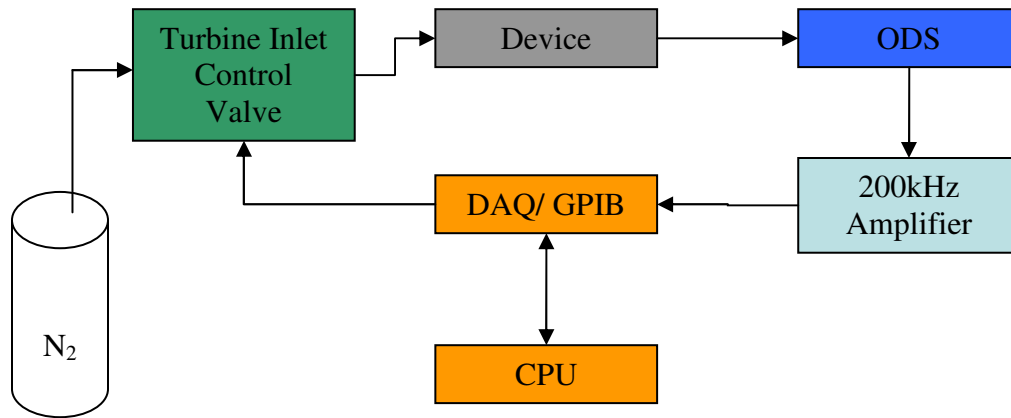 Turbine Inlet
Control
Valve
Device
ODS
DAQ/ GPIB
200kHz
Amplifier
N₂
CPU